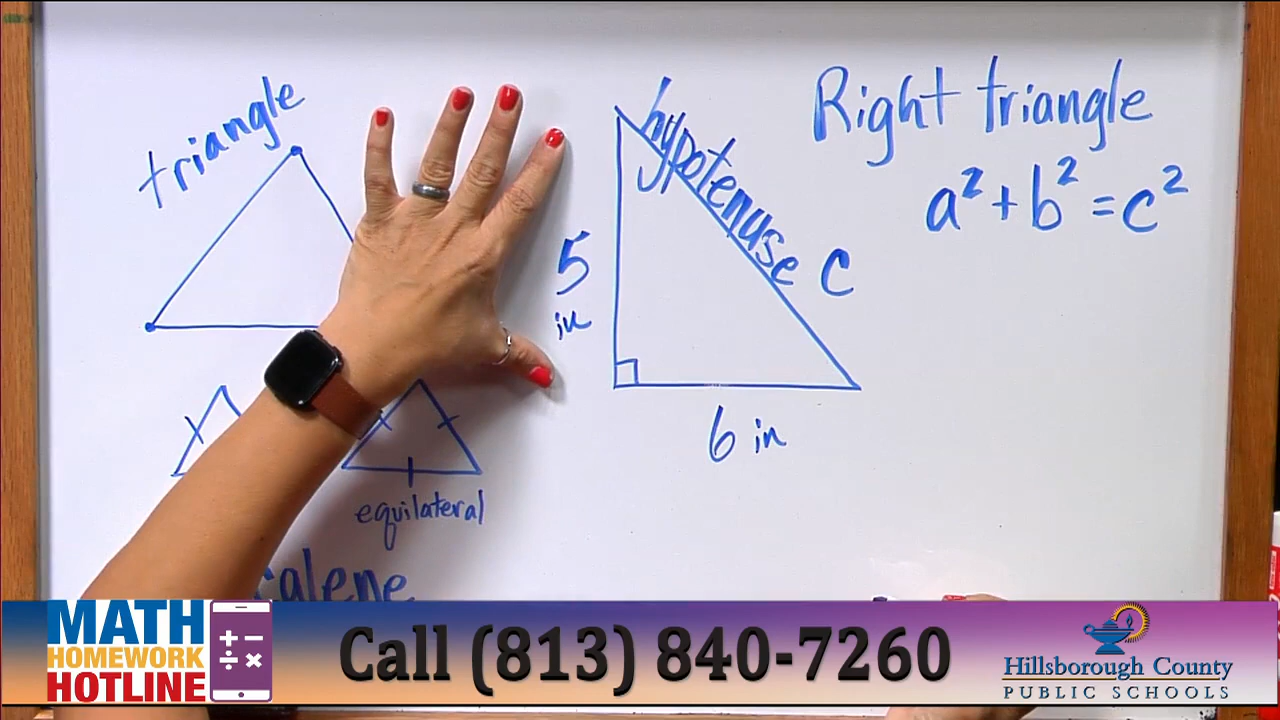 triangle
hypotenuse
C
5
in
6 in
Right triangle
a² + b² = c²
equilateral
MATH
HOMEWORK
HOTLINE
Call (813) 840-7260
Hillsborough County
PUBLIC SCHOOLS